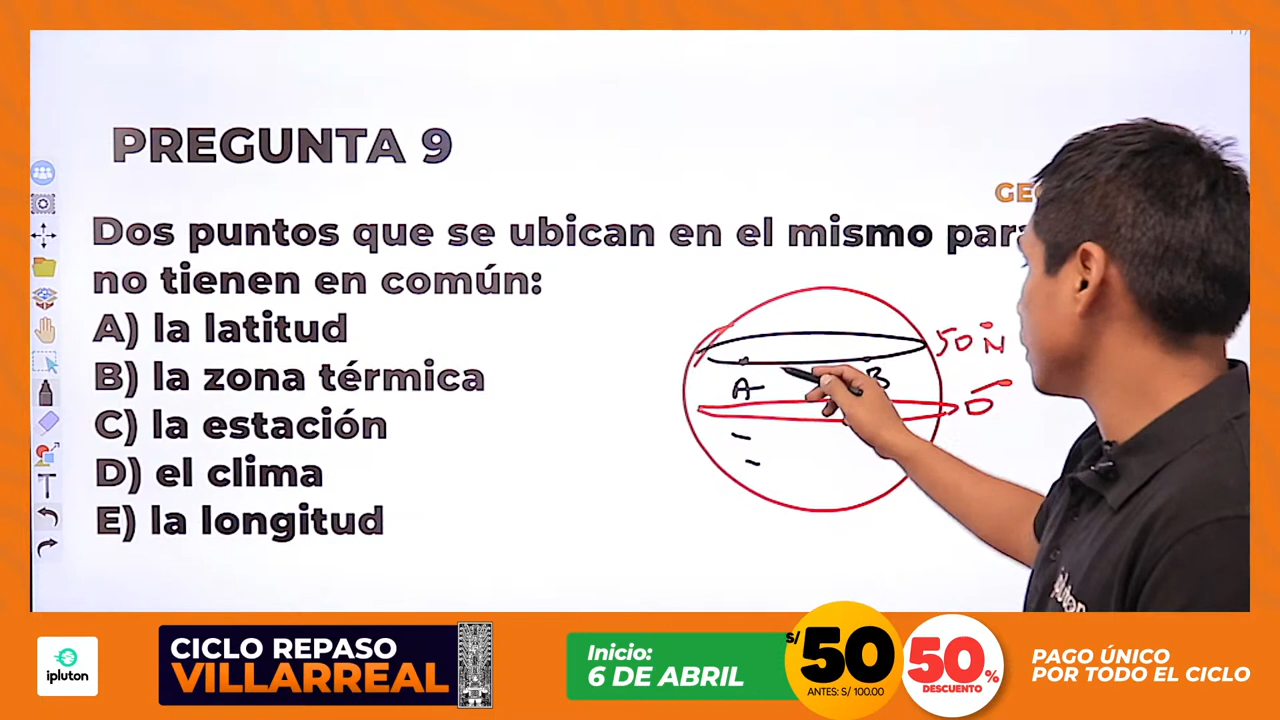 PREGUNTA 9
Dos puntos que se ubican en el mismo
no tienen en común:
A) la latitud
B) la zona térmica
C) la estación
D) el clima
E) la longitud
50° N
A
B
0°
ipluton
CICLO REPASO
VILLARREAL
Inicio:
6 DE ABRIL
S/ 50
ANTES: S/ 100.00
50%
DESCUENTO
PAGO ÚNICO
POR TODO EL CICLO